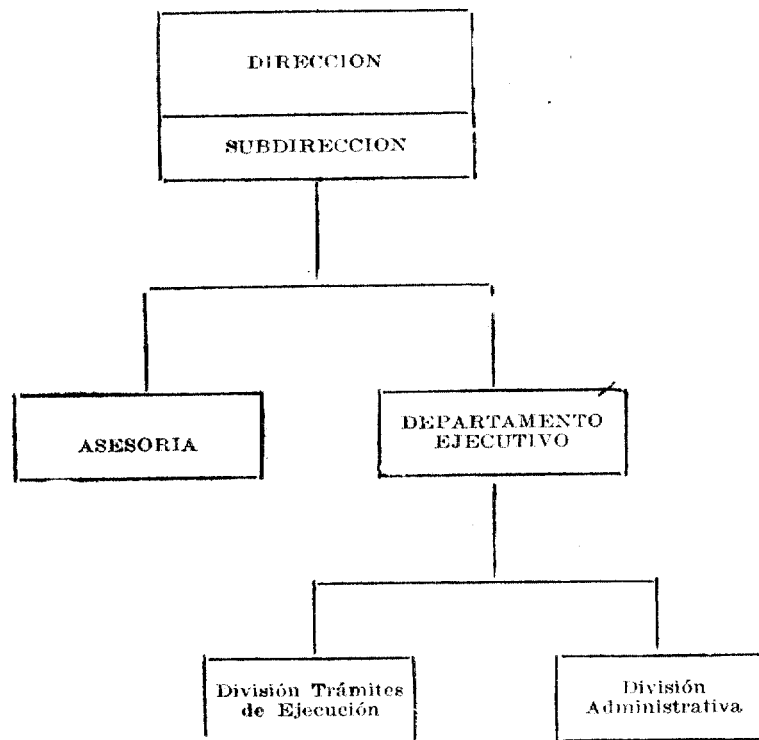 DIRECCION
SUBDIRECCION
ASESORIA
DEPARTAMENTO
EJECUTIVO
División Trámites
de Ejecución
División
Administrativa